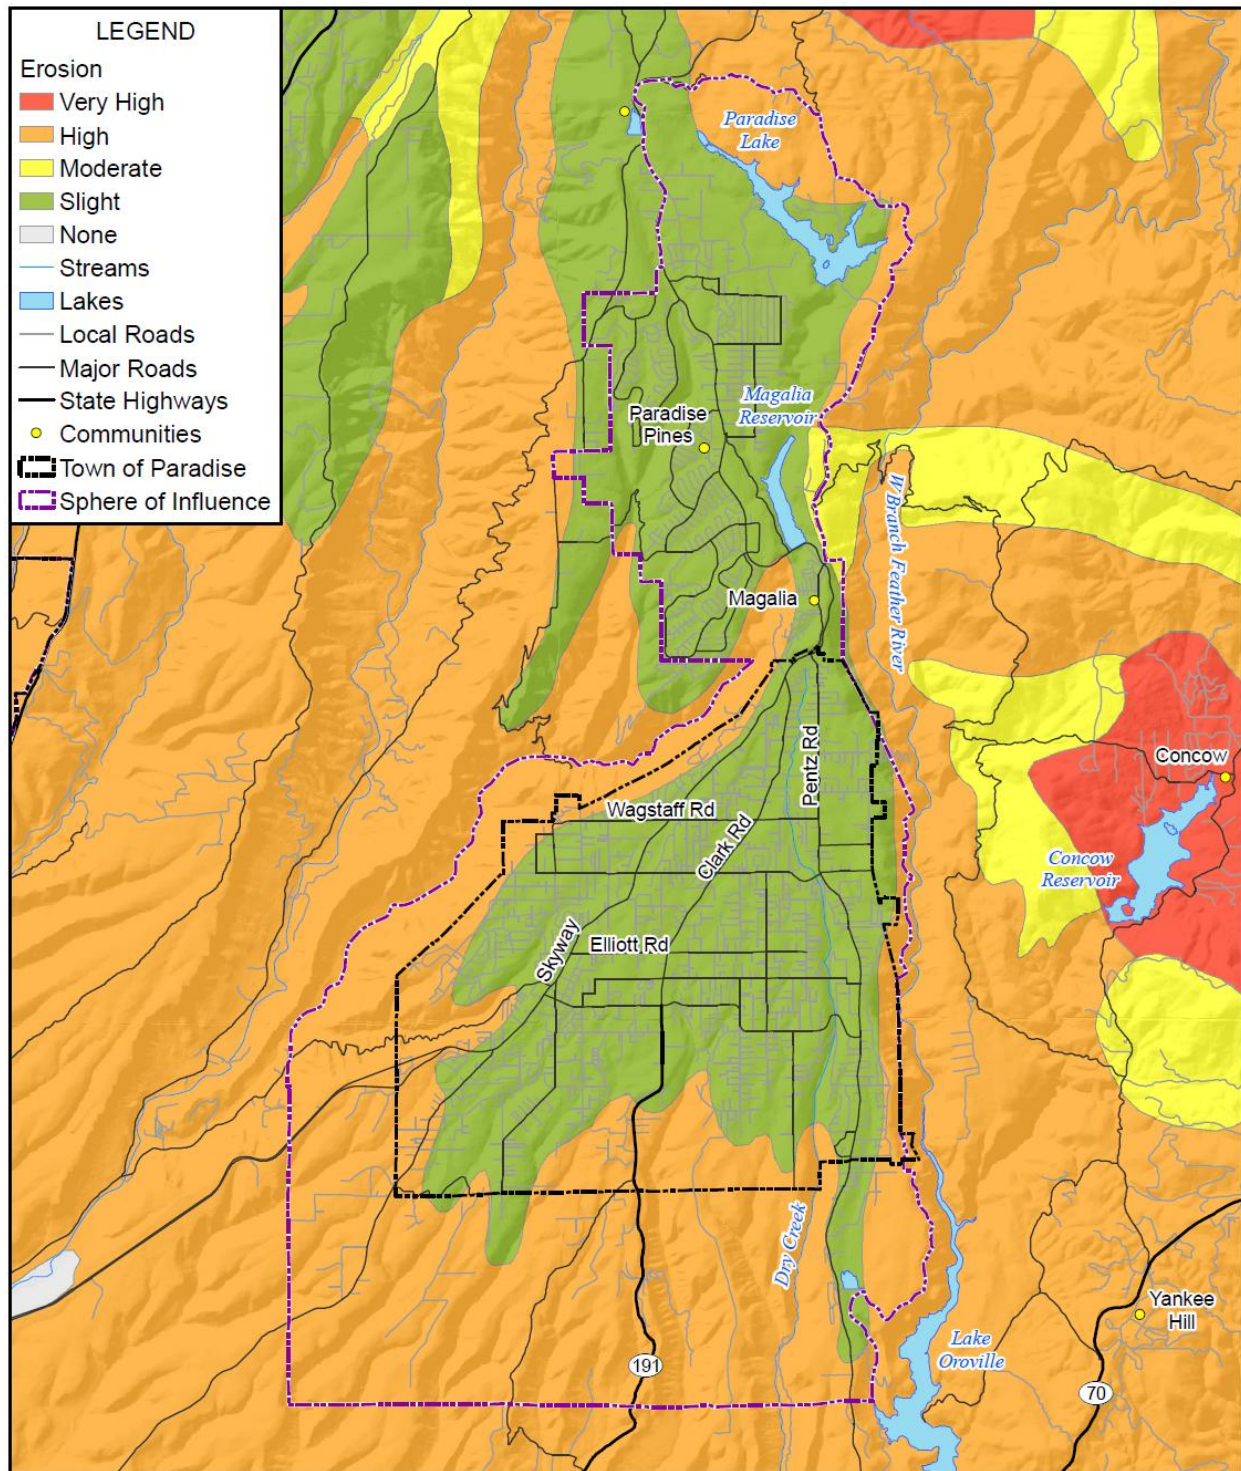 LEGEND
Erosion
Very High
High
Moderate
Slight
None
Streams
Lakes
Local Roads
Major Roads
State Highways
Communities
Town of Paradise
Sphere of Influence
Paradise
Lake
Magalia
Reservoir
Paradise
Pines
W Branch Feather River
Magalia
Pentz Rd
Concow
Wagstaff Rd
Clark Rd
Concow
Reservoir
Skyway
Elliott Rd
Dry Creek
Yankee
Hill
Lake
Oroville
191
70